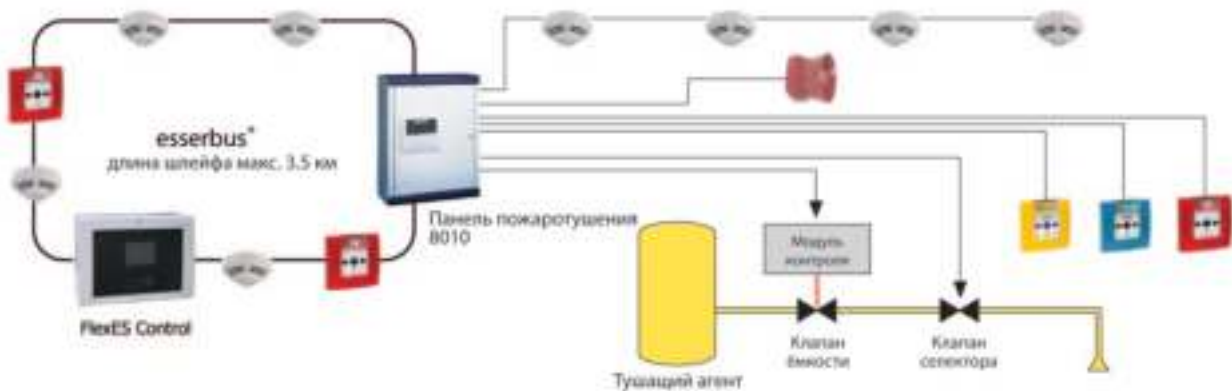 esserbus®
длина шлейфа макс. 3.5 км
Панель пожаротушения
8010
FlexES Control
Модуль
контроля
Клапан
ёмкости
Клапан
селектора
Тушащий агент